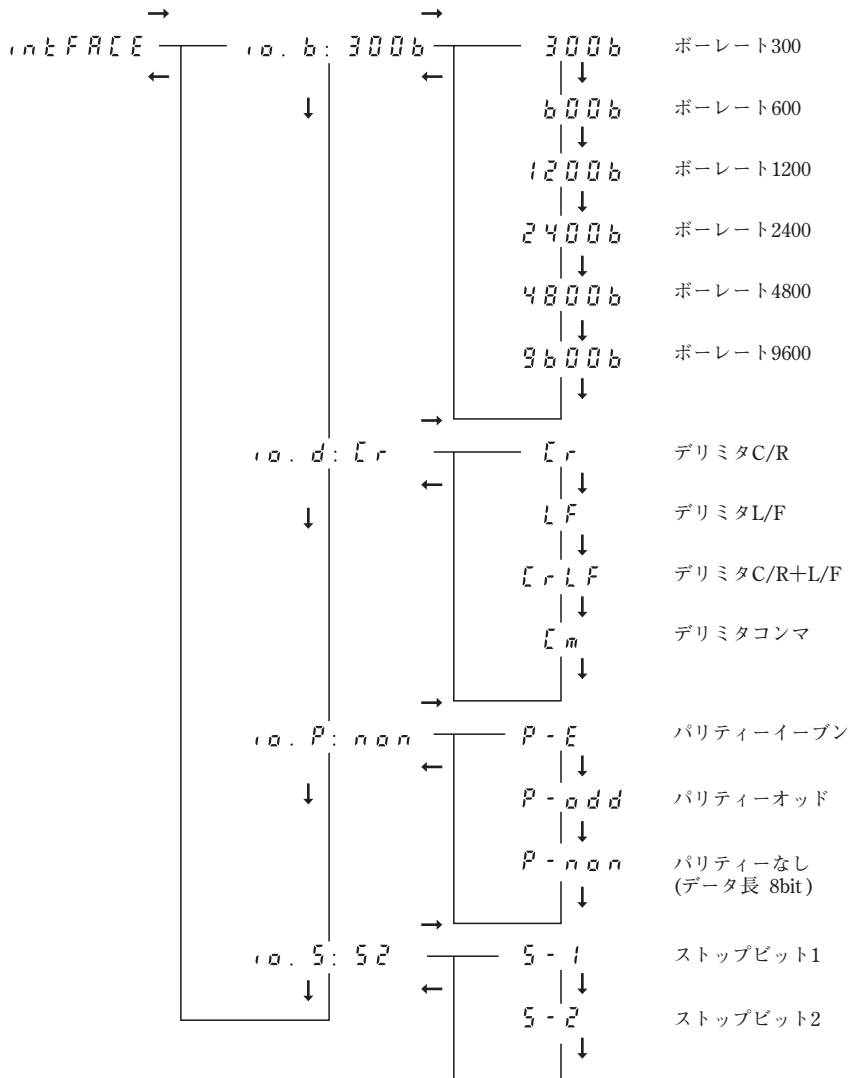 intFACE io. b: 300b 300b ボーレート300
b00b ボーレート600
1200b ボーレート1200
2400b ボーレート2400
4800b ボーレート4800
9b00b ボーレート9600
io. d: Cr Cr デリミタC/R
LF デリミタL/F
CrLF デリミタC/R+L/F
Cm デリミタコンマ
io. P: non P-E パリティーイーブン
P-odd パリティーオッド
P-non パリティーなし
(データ長 8bit)
io. S: S2 S-1 ストップビット1
S-2 ストップビット2